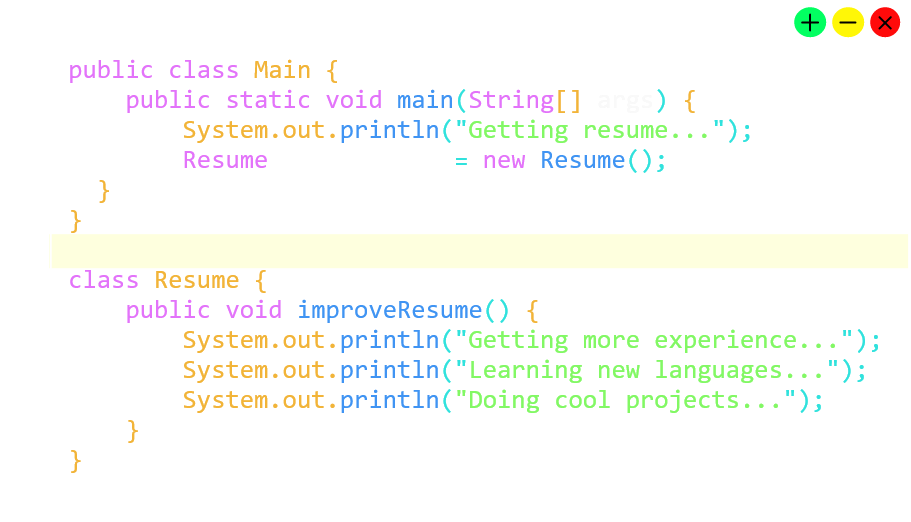 public class Main {
    public static void main(String[] args) {
        System.out.println("Getting resume...");
        Resume             = new Resume();
  }
}

class Resume {
    public void improveResume() {
        System.out.println("Getting more experience...");
        System.out.println("Learning new languages...");
        System.out.println("Doing cool projects...");
    }
}